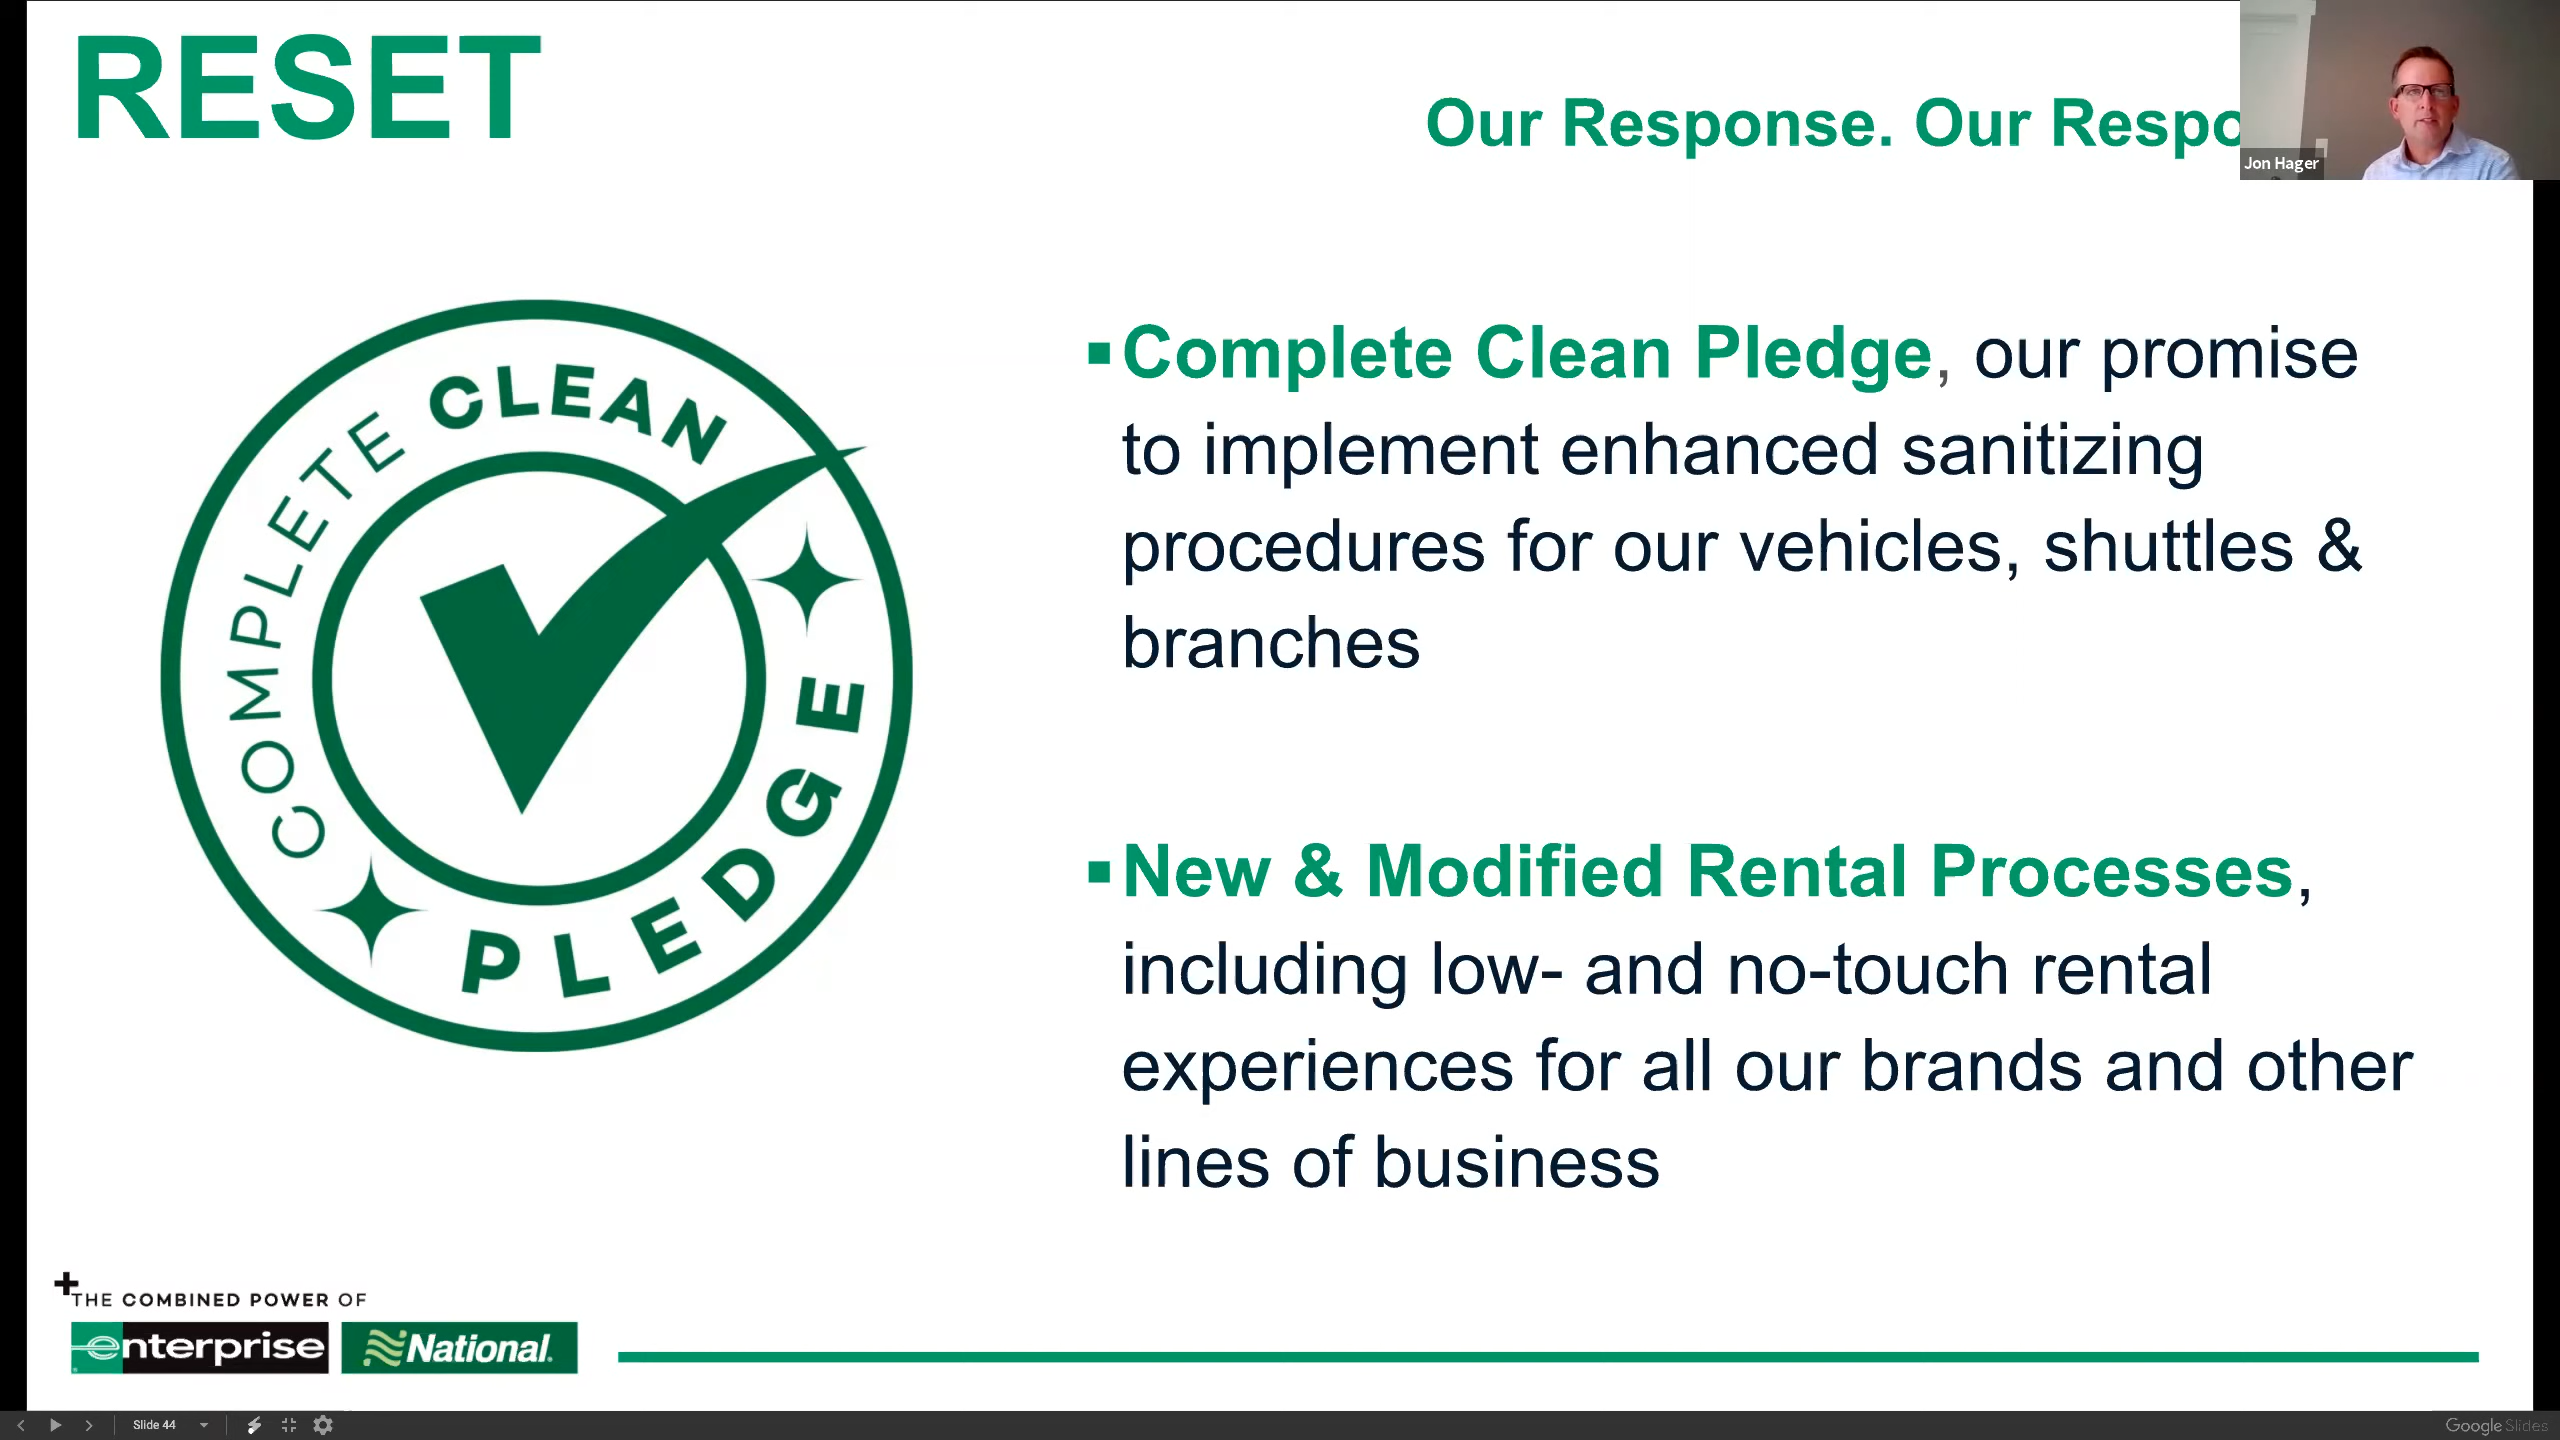 RESET
Our Response. Our Respo
Jon Hager
COMPLETE CLEAN
PLEDGE
▪Complete Clean Pledge, our promise
to implement enhanced sanitizing
procedures for our vehicles, shuttles &
branches
▪New & Modified Rental Processes,
including low- and no-touch rental
experiences for all our brands and other
lines of business
THE COMBINED POWER OF
enterprise
National
Slide 44
Google Slides